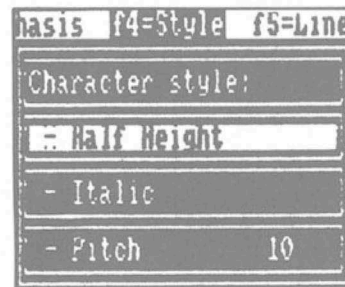 hasis f4=Style f5=Line
Character style:
Half Height
- Italic
- Pitch 10